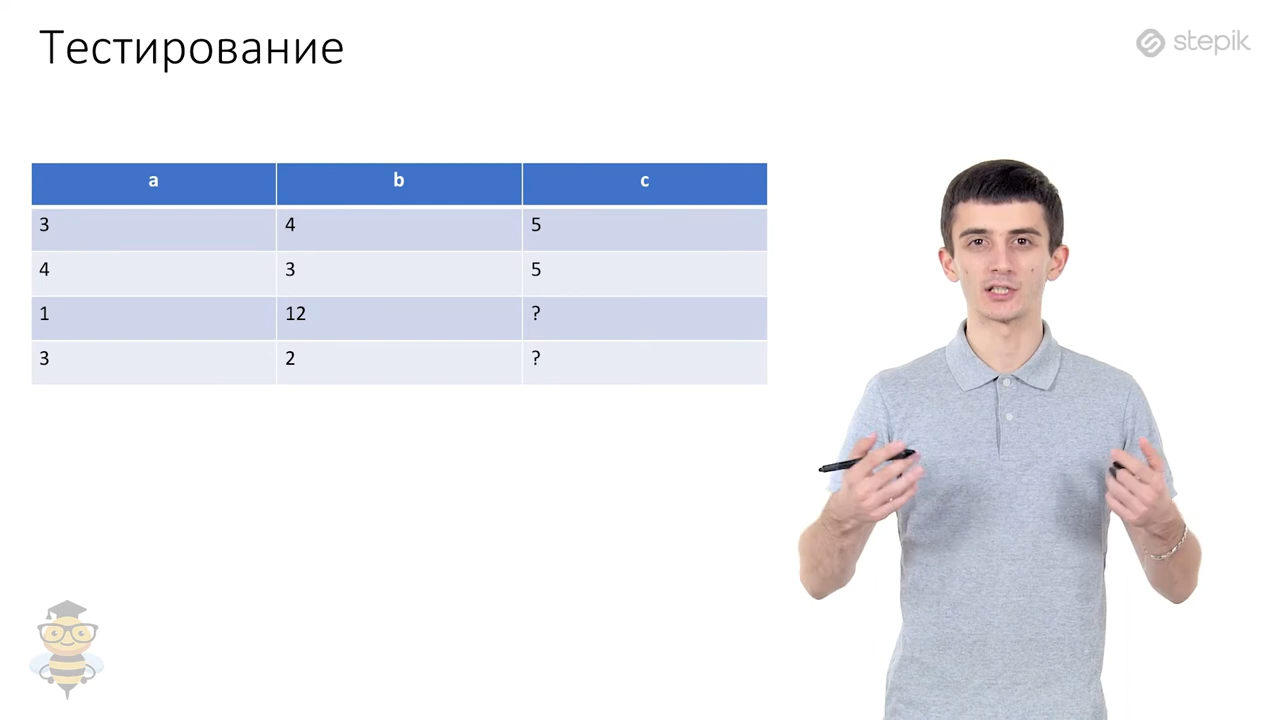 Тестирование
stepik
a b c
3 4 5
4 3 5
1 12 ?
3 2 ?